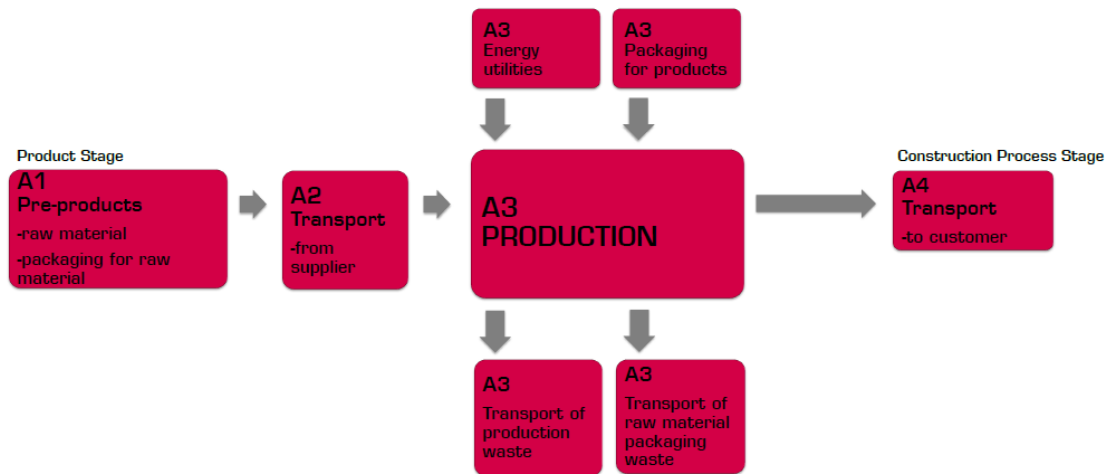 A3
Energy
utilities
A3
Packaging
for products
Product Stage
A1
Pre-products
-raw material
-packaging for raw
material
A2
Transport
-from
supplier
A3
PRODUCTION
Construction Process Stage
A4
Transport
-to customer
A3
Transport of
production
waste
A3
Transport of
raw material
packaging
waste